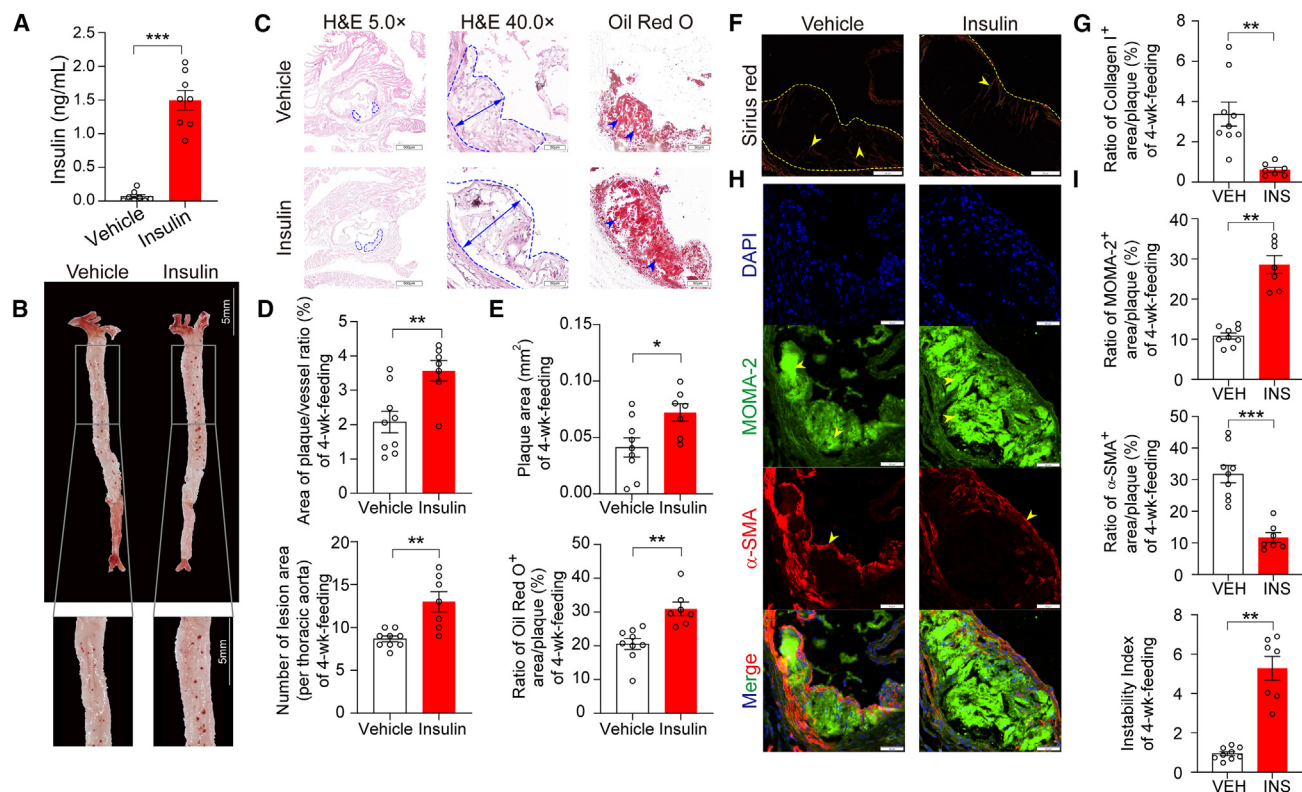 A
***
Insulin (ng/mL)
2.5
2.0
1.5
1.0
0.5
0.0
Vehicle
Insulin
B
Vehicle
Insulin
5mm
5mm
C
H&E 5.0×
H&E 40.0×
Oil Red O
Vehicle
Insulin
D
Area of plaque/vessel ratio (%)
of 4-wk-feeding
5
4
3
2
1
0
**
Vehicle Insulin
Number of lesion area
(per thoracic aorta)
of 4-wk-feeding
20
15
10
5
0
**
Vehicle Insulin
E
Plaque area (mm²)
of 4-wk-feeding
0.15
0.10
0.05
0.00
*
Vehicle Insulin
Ratio of Oil Red O⁺
area/plaque (%)
of 4-wk-feeding
60
40
20
0
**
Vehicle Insulin
F
Vehicle
Insulin
Sirius red
G
Ratio of Collagen I⁺
area/plaque (%)
of 4-wk-feeding
8
6
4
2
0
**
VEH
INS
H
DAPI
MOMA-2
α-SMA
Merge
I
Ratio of MOMA-2⁺
area/plaque (%)
of 4-wk-feeding
40
30
20
10
0
**
VEH
INS
Ratio of α-SMA⁺
area/plaque (%)
of 4-wk-feeding
50
40
30
20
10
0
***
VEH
INS
Instability Index
of 4-wk-feeding
8
6
4
2
0
**
VEH
INS